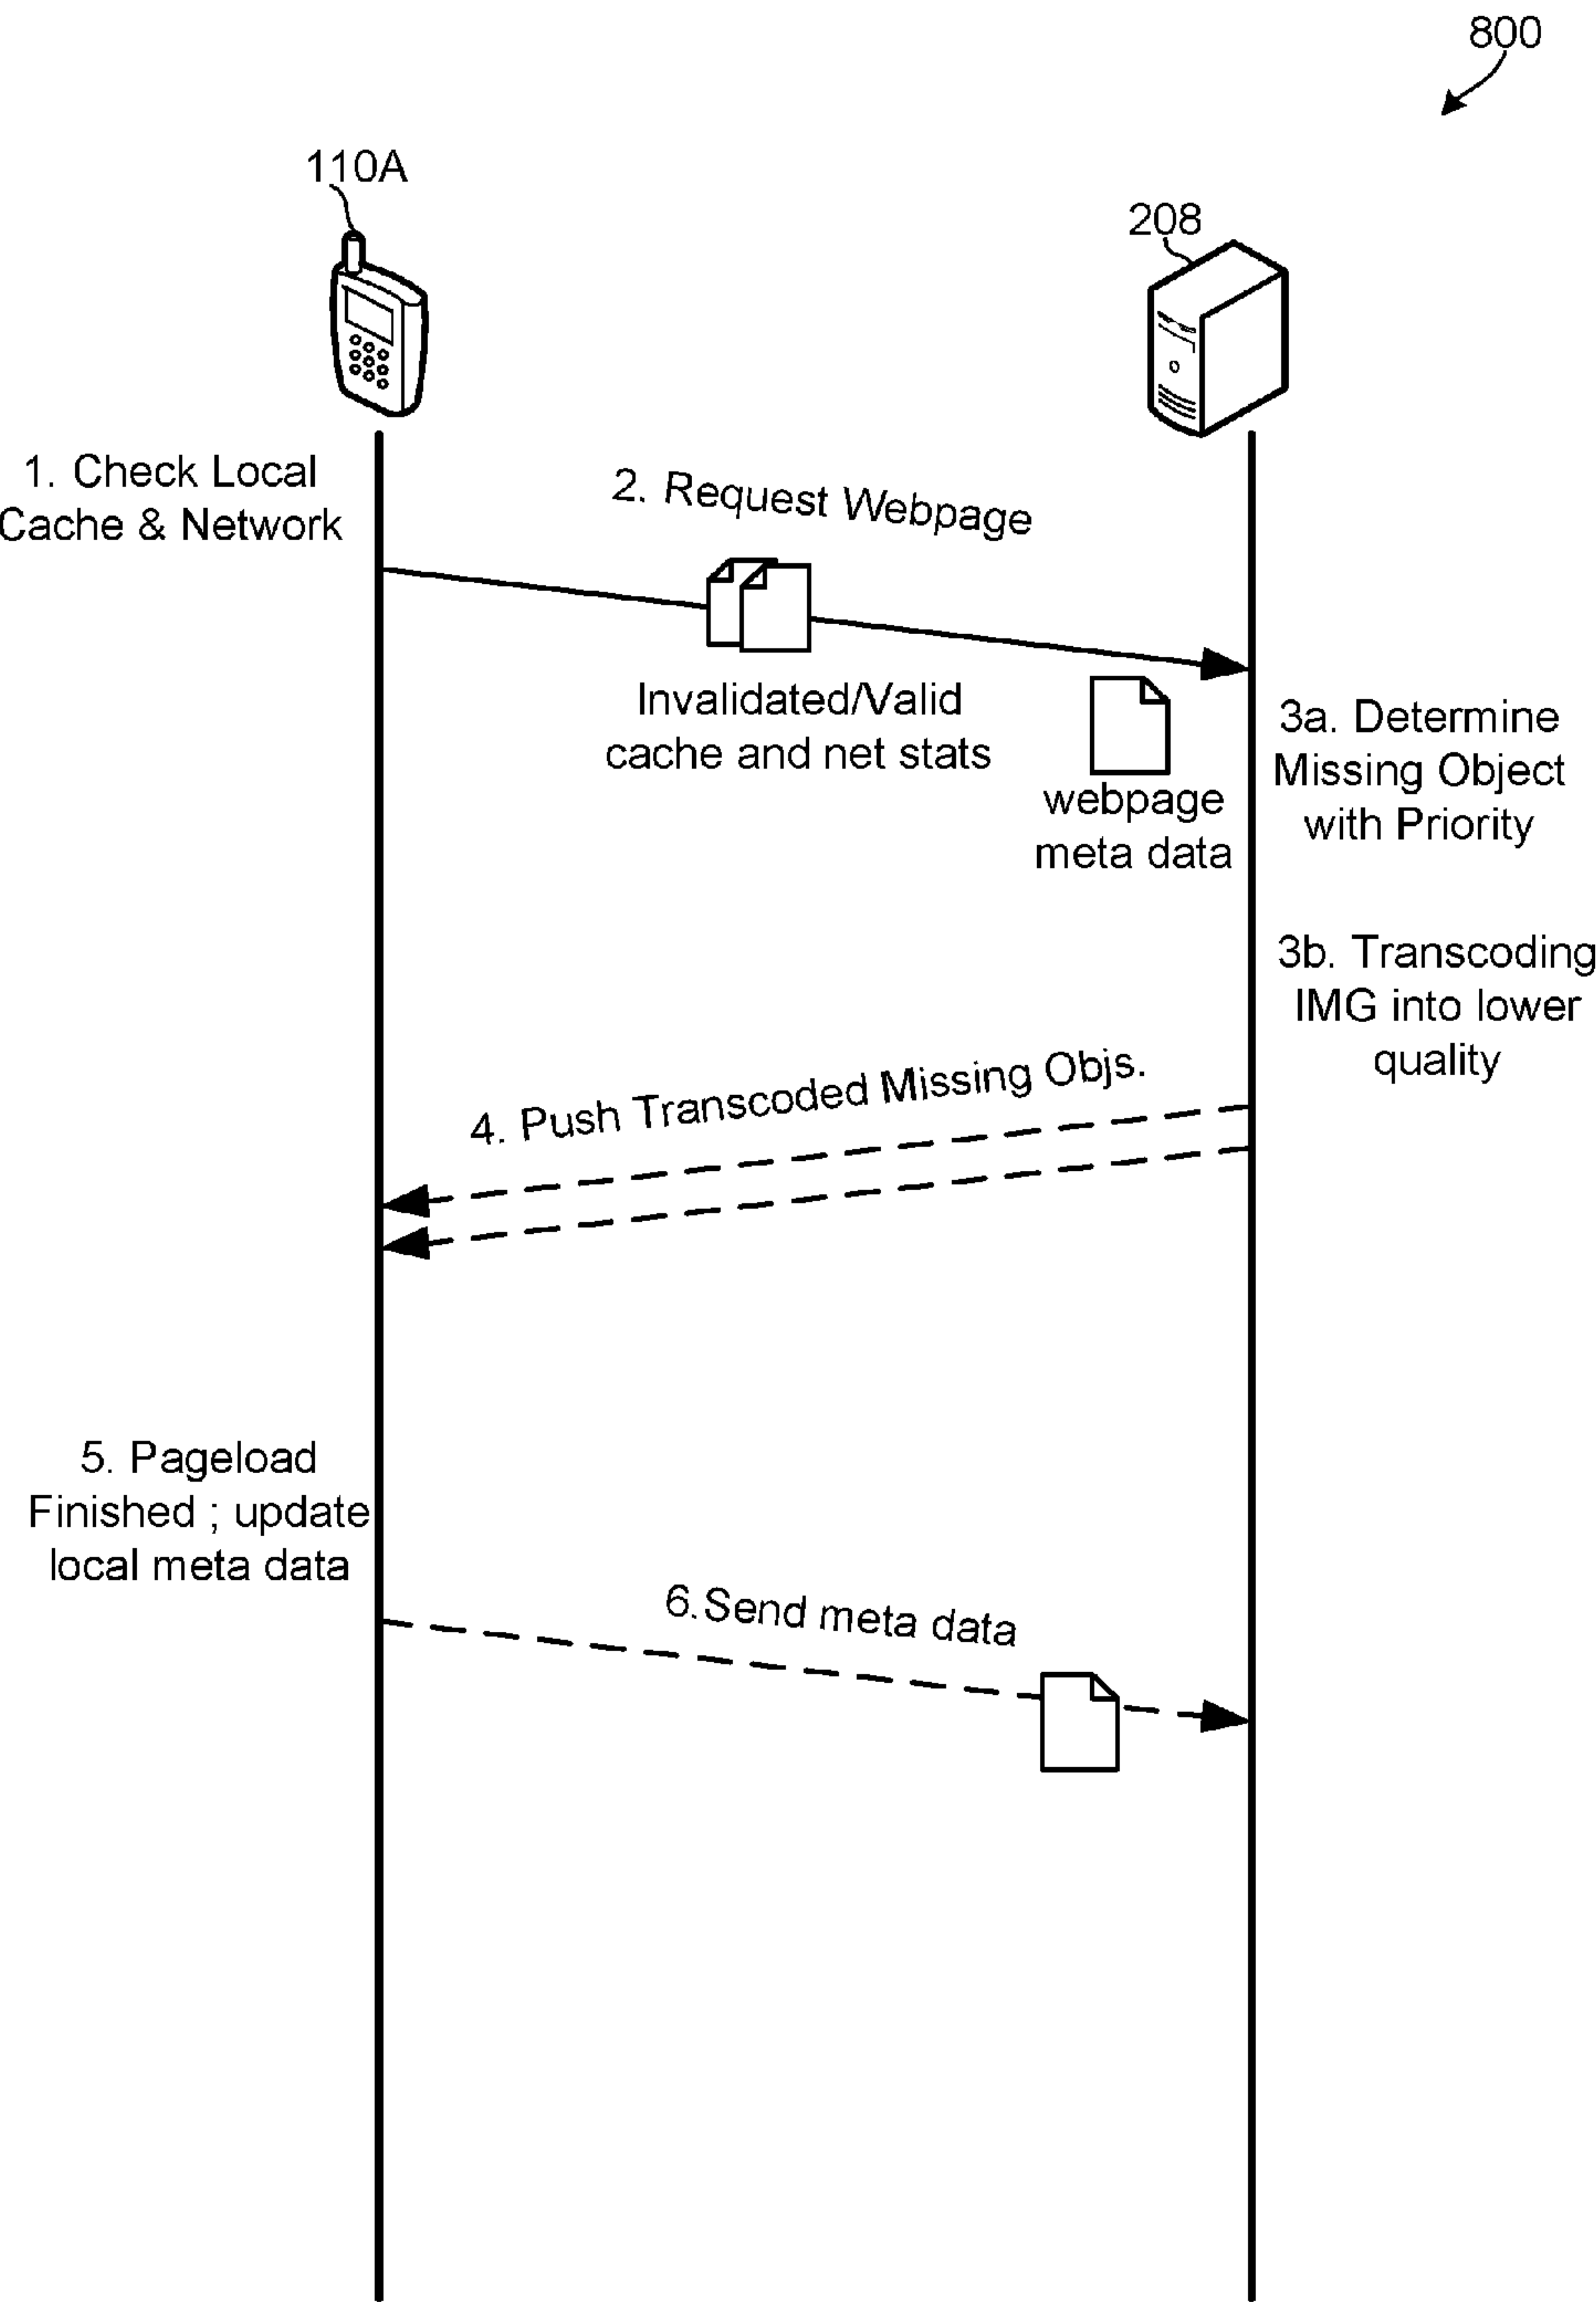 800
110A
208
1. Check Local
Cache & Network
2. Request Webpage
Invalidated/Valid
cache and net stats
webpage
meta data
3a. Determine
Missing Object
with Priority
3b. Transcoding
IMG into lower
quality
4. Push Transcoded Missing Objs.
5. Pageload
Finished ; update
local meta data
6.Send meta data